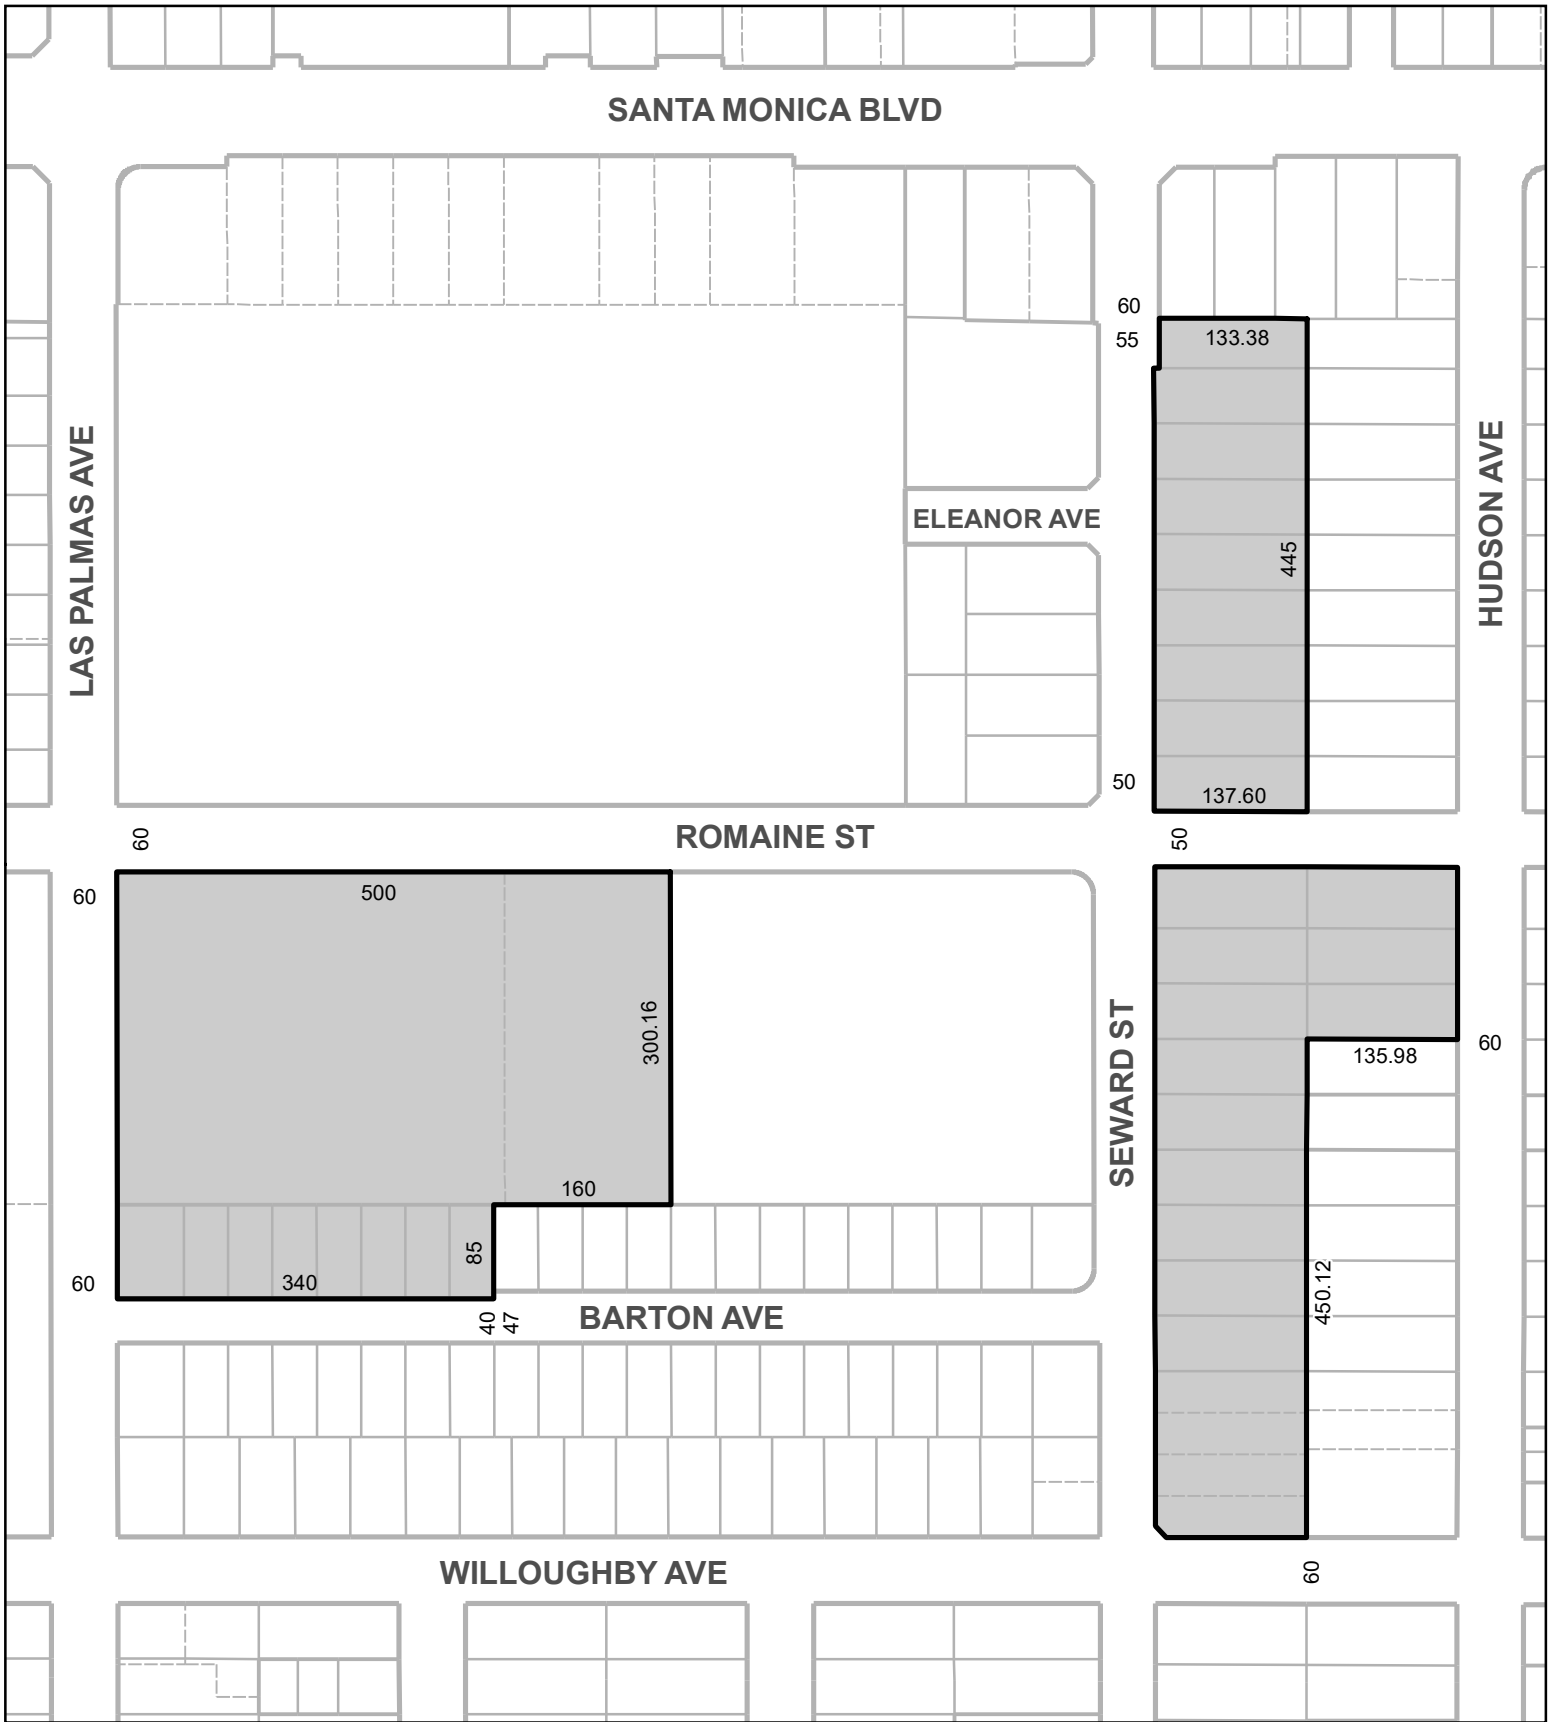 SANTA MONICA BLVD
60
55
133.38
LAS PALMAS AVE
HUDSON AVE
ELEANOR AVE
445
50
137.60
60
ROMAINE ST
50
60
500
300.16
SEWARD ST
60
135.98
160
85
60
340
450.12
40
47
BARTON AVE
WILLOUGHBY AVE
60